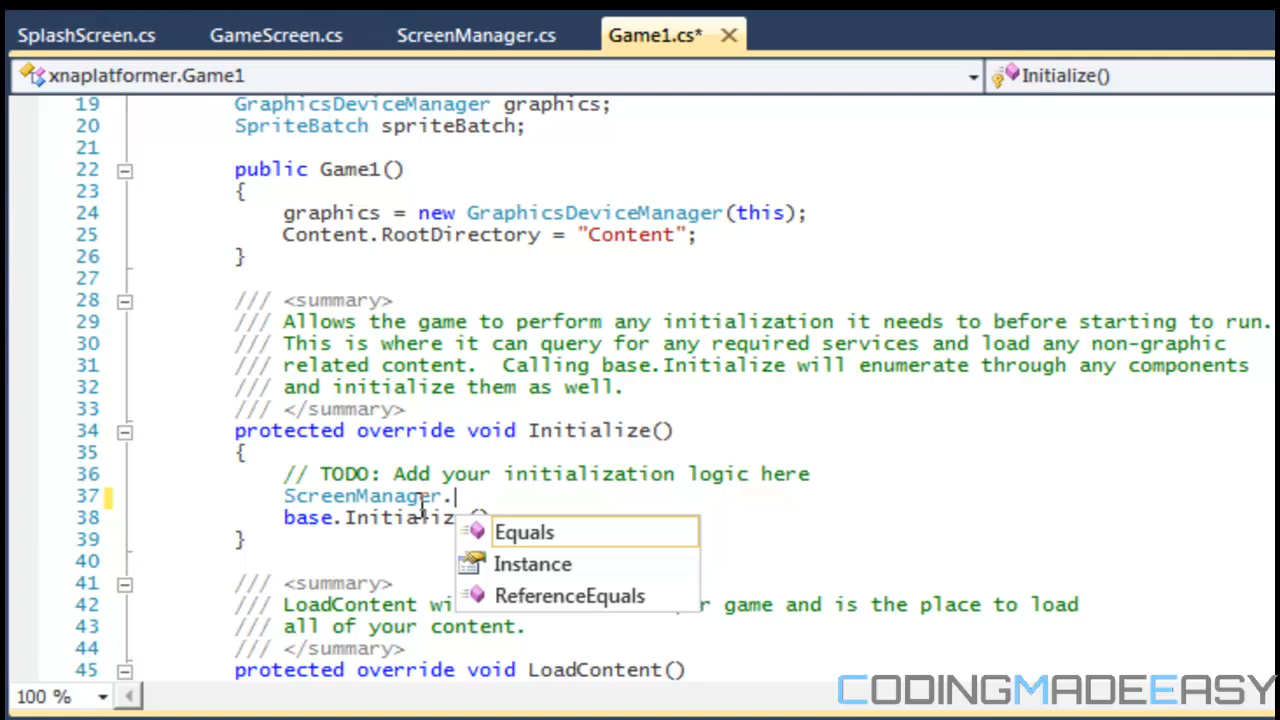 SplashScreen.cs GameScreen.cs ScreenManager.cs Game1.cs*
xnaplatformer.Game1 Initialize()
19 GraphicsDeviceManager graphics;
20 SpriteBatch spriteBatch;
21
22 public Game1()
23 {
24 graphics = new GraphicsDeviceManager(this);
25 Content.RootDirectory = "Content";
26 }
27
28 /// <summary>
29 /// Allows the game to perform any initialization it needs to before starting to run.
30 /// This is where it can query for any required services and load any non-graphic
31 /// related content.  Calling base.Initialize will enumerate through any components
32 /// and initialize them as well.
33 /// </summary>
34 protected override void Initialize()
35 {
36 // TODO: Add your initialization logic here
37 ScreenManager.
38 base.Initializ ()
Equals
39 }
40 Instance
41 /// <summary>
ReferenceEquals
42 /// LoadContent wi r game and is the place to load
43 /// all of your content.
44 /// </summary>
45 protected override void LoadContent()
100 %
CODINGMADEEASY